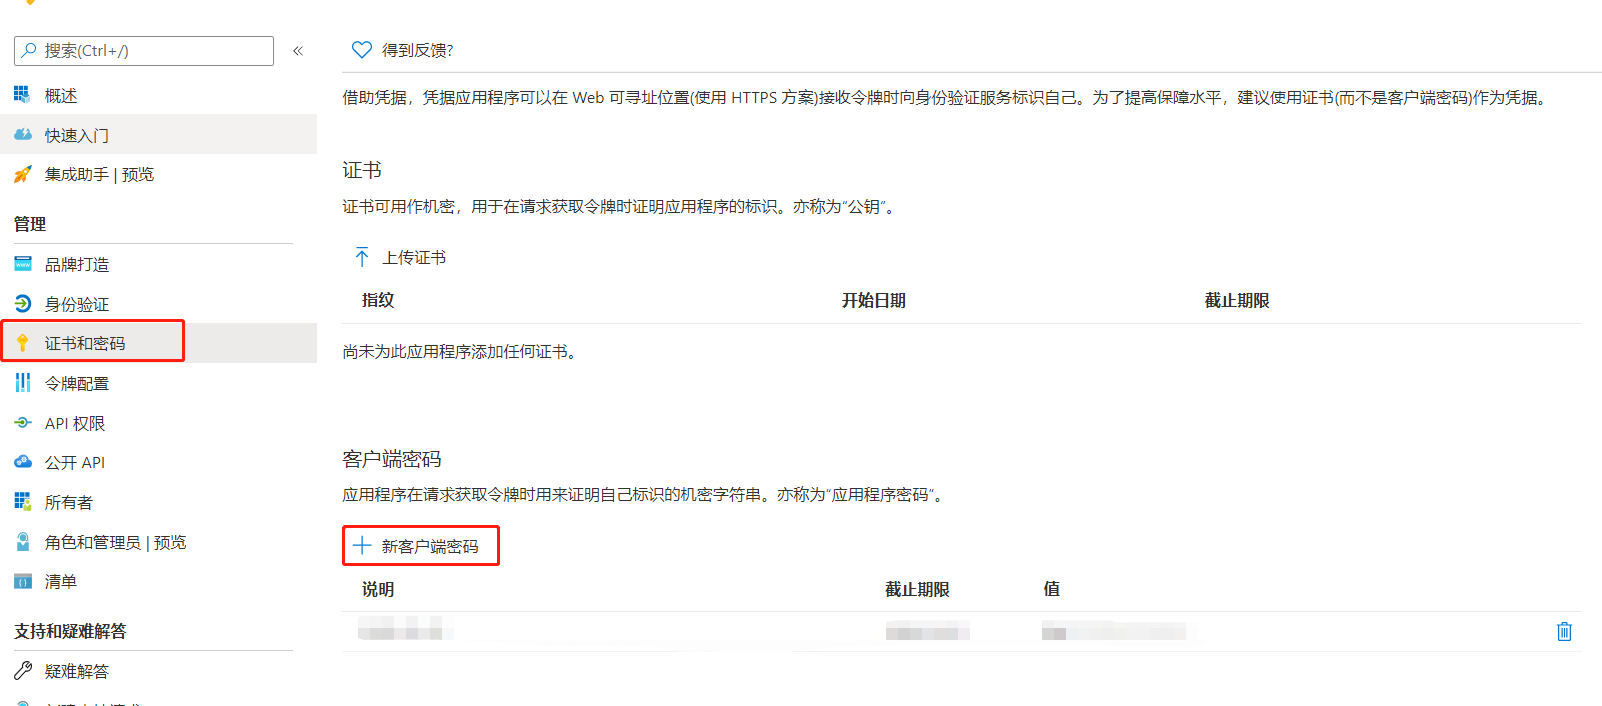 搜索(Ctrl+/)
«
概述
快速入门
集成助手 | 预览
管理
品牌打造
身份验证
证书和密码
令牌配置
API 权限
公开 API
所有者
角色和管理员 | 预览
清单
支持和疑难解答
疑难解答
得到反馈?
借助凭据，凭据应用程序可以在 Web 可寻址位置(使用 HTTPS 方案)接收令牌时向身份验证服务标识自己。为了提高保障水平，建议使用证书(而不是客户端密码)作为凭据。
证书
证书可用作机密，用于在请求获取令牌时证明应用程序的标识。亦称为“公钥”。
上传证书
指纹 开始日期 截止期限
尚未为此应用程序添加任何证书。
客户端密码
应用程序在请求获取令牌时用来证明自己标识的机密字符串。亦称为“应用程序密码”。
新客户端密码
说明 截止期限 值